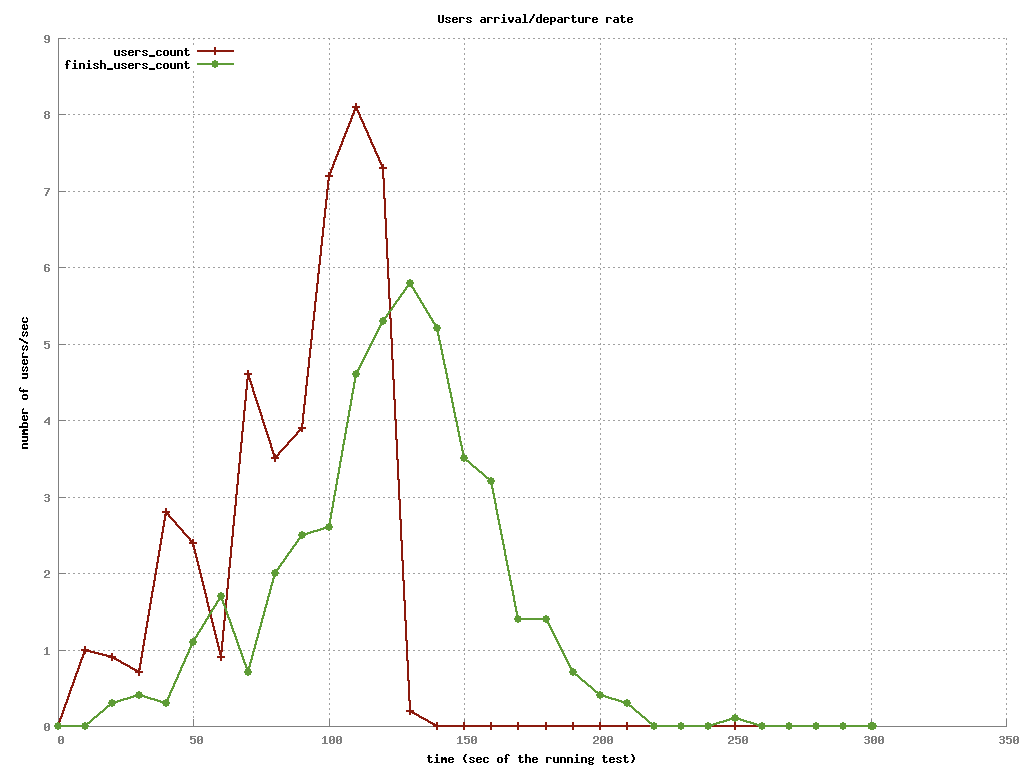 Users arrival/departure rate
users_count
finish_users_count
9
8
7
6
5
4
3
2
1
0
number of users/sec
0 50 100 150 200 250 300 350
time (sec of the running test)